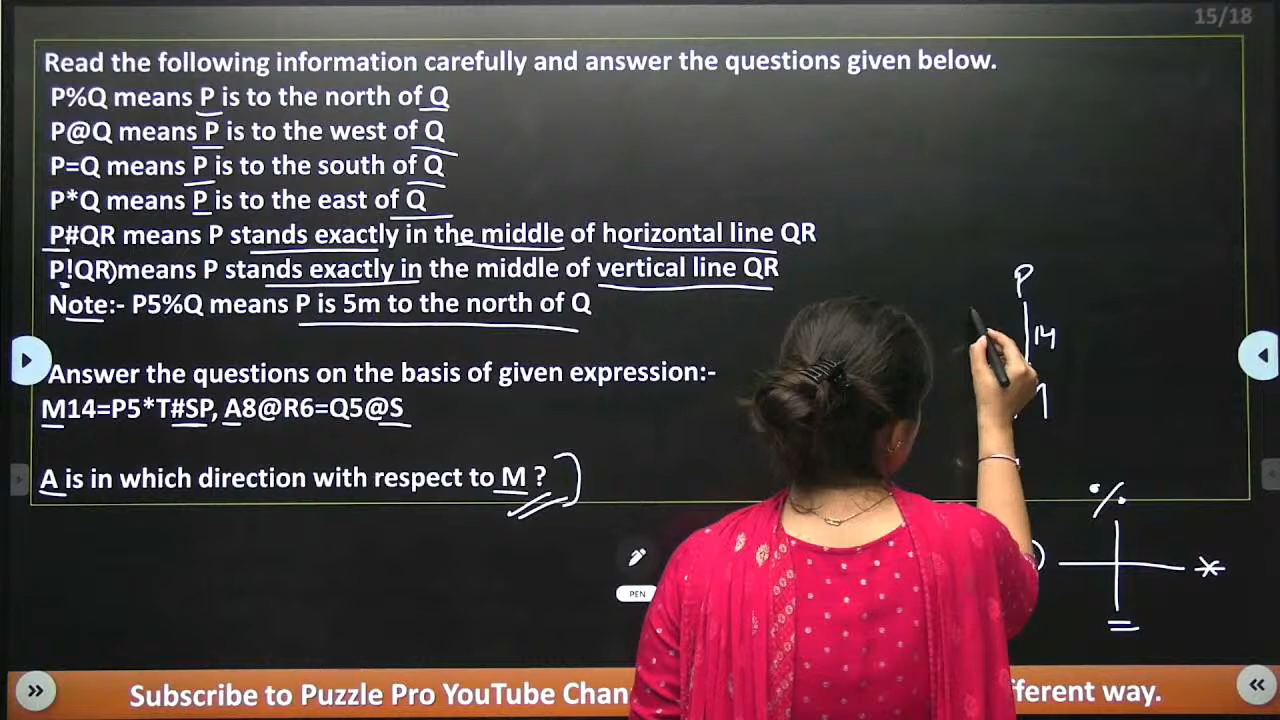 15/18
Read the following information carefully and answer the questions given below.
P%Q means P is to the north of Q
P@Q means P is to the west of Q
P=Q means P is to the south of Q
P*Q means P is to the east of Q
P#QR means P stands exactly in the middle of horizontal line QR
P!QR)means P stands exactly in the middle of vertical line QR
Note:- P5%Q means P is 5m to the north of Q
P
14
Answer the questions on the basis of given expression:-
M14=P5*T#SP, A8@R6=Q5@S
A is in which direction with respect to M ?
%
*
=
PEN
Subscribe to Puzzle Pro YouTube Chan
fferent way.